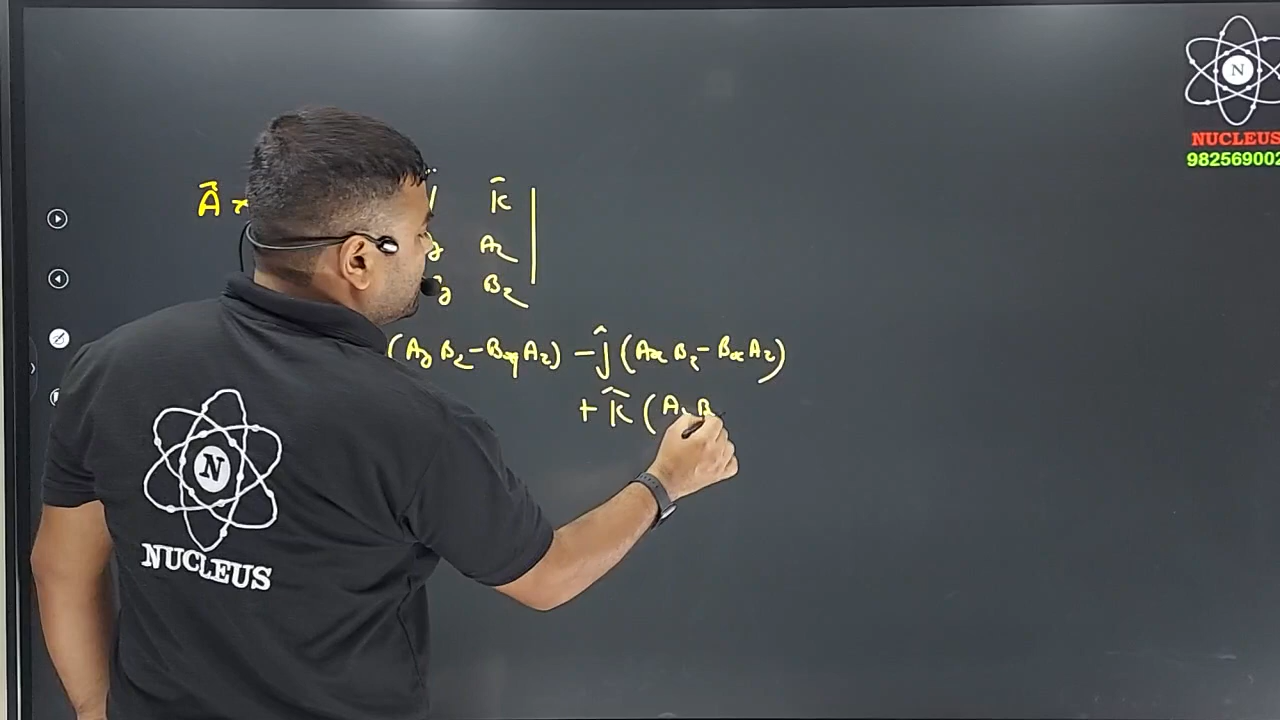 N
NUCLEUS
982569002
A⃗ ×
k̂
A_z
y B_z
(A_y B_z - B_y A_z) - ĵ (A_x B_z - B_x A_z)
+ k̂ (A B
N
NUCLEUS